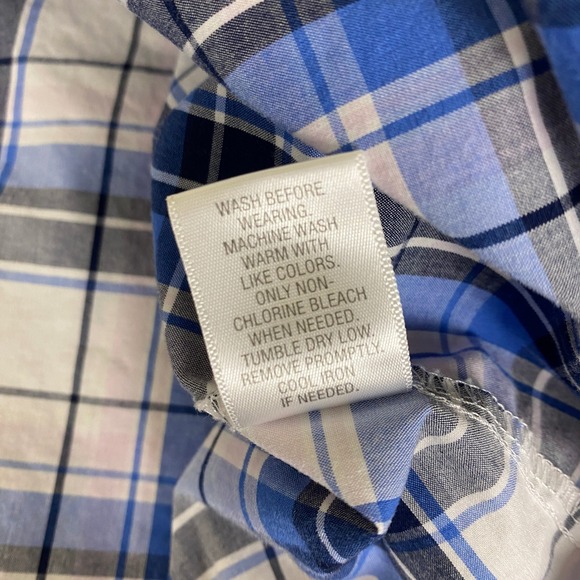 WASH BEFORE
WEARING.
MACHINE WASH
WARM WITH
LIKE COLORS.
ONLY NON-
CHLORINE BLEACH
WHEN NEEDED.
TUMBLE DRY LOW.
REMOVE PROMPTLY.
COOL IRON
IF NEEDED.